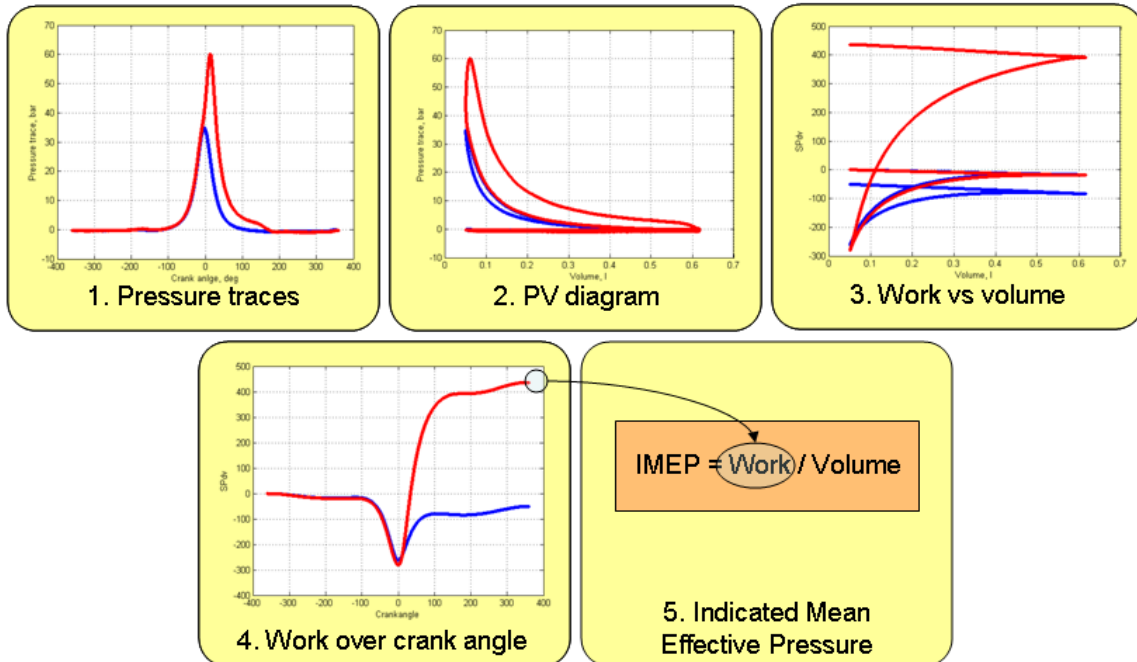 70
60
50
40
30
20
10
0
-10
-400 -300 -200 -100 0 100 200 300 400
Pressure trace, bar
Crank anlge, deg
1. Pressure traces
70
60
50
40
30
20
10
0
-10
0 0.1 0.2 0.3 0.4 0.5 0.6 0.7
Pressure trace, bar
Volume, l
2. PV diagram
500
400
300
200
100
0
-100
-200
-300
0 0.1 0.2 0.3 0.4 0.5 0.6 0.7
SPdv
Volume, l
3. Work vs volume
500
400
300
200
100
0
-100
-200
-300
-400
-400 -300 -200 -100 0 100 200 300 400
SPdv
Crankangle
4. Work over crank angle
IMEP = Work / Volume
5. Indicated Mean
Effective Pressure